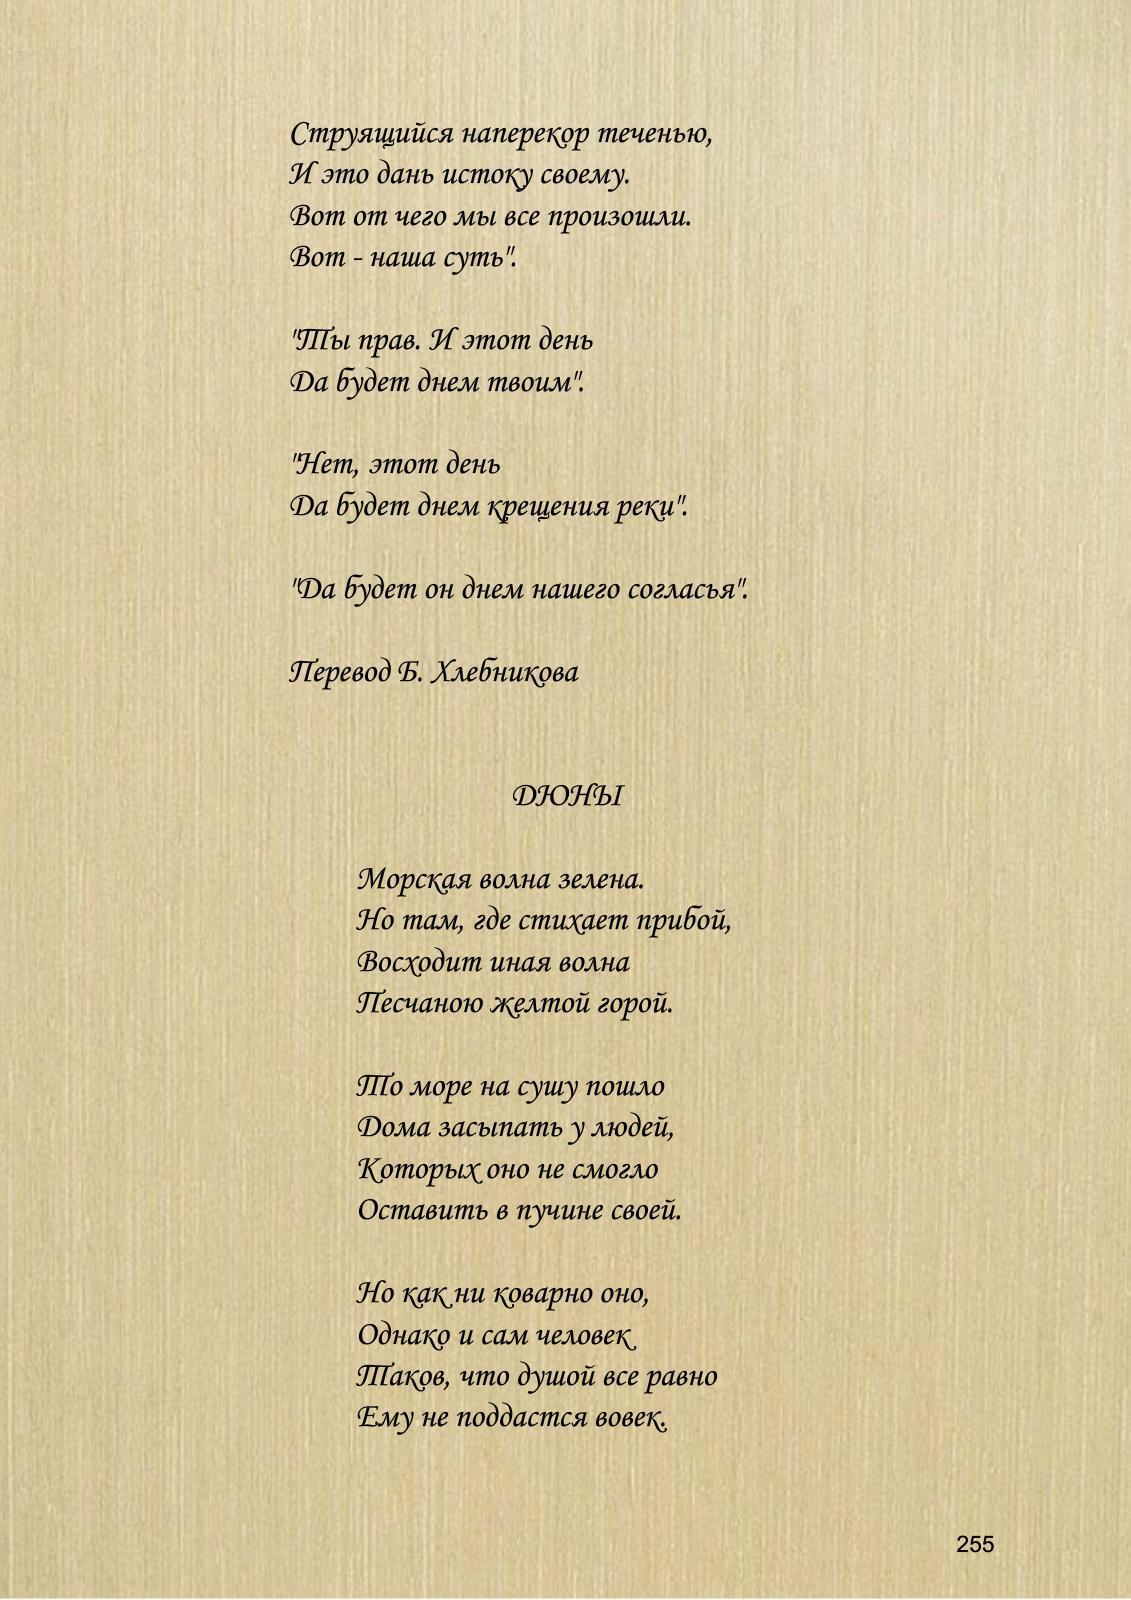 Струящийся наперекор теченью,
И это дань истоку своему.
Вот от чего мы все произошли.
Вот - наша суть".
"Ты прав. И этот день
Да будет днем твоим".
"Нет, этот день
Да будет днем крещения реки".
"Да будет он днем нашего согласья".
Перевод Б. Хлебникова
ДЮНЫ
Морская волна зелена.
Но там, где стихает прибой,
Восходит иная волна
Песчаною желтой горой.
То море на сушу пошло
Дома засыпать у людей,
Которых оно не смогло
Оставить в пучине своей.
Но как ни коварно оно,
Однако и сам человек
Таков, что душой все равно
Ему не поддастся вовек.
255